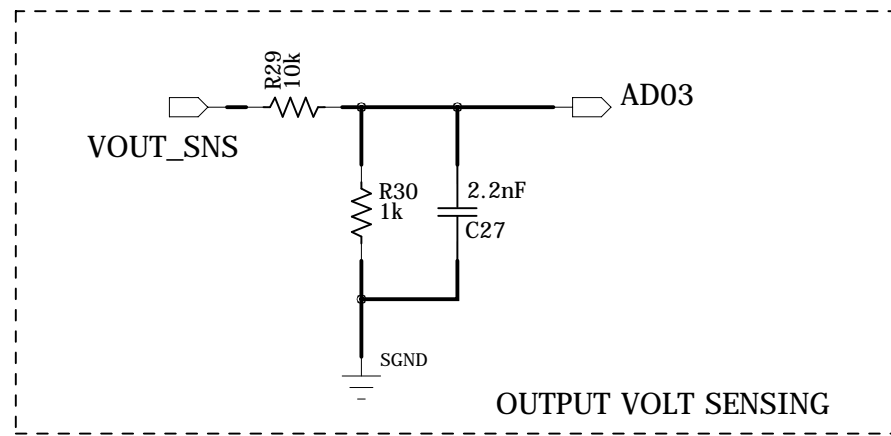 R29
10k
AD03
VOUT_SNS
R30
1k
2.2nF
C27
SGND
OUTPUT VOLT SENSING